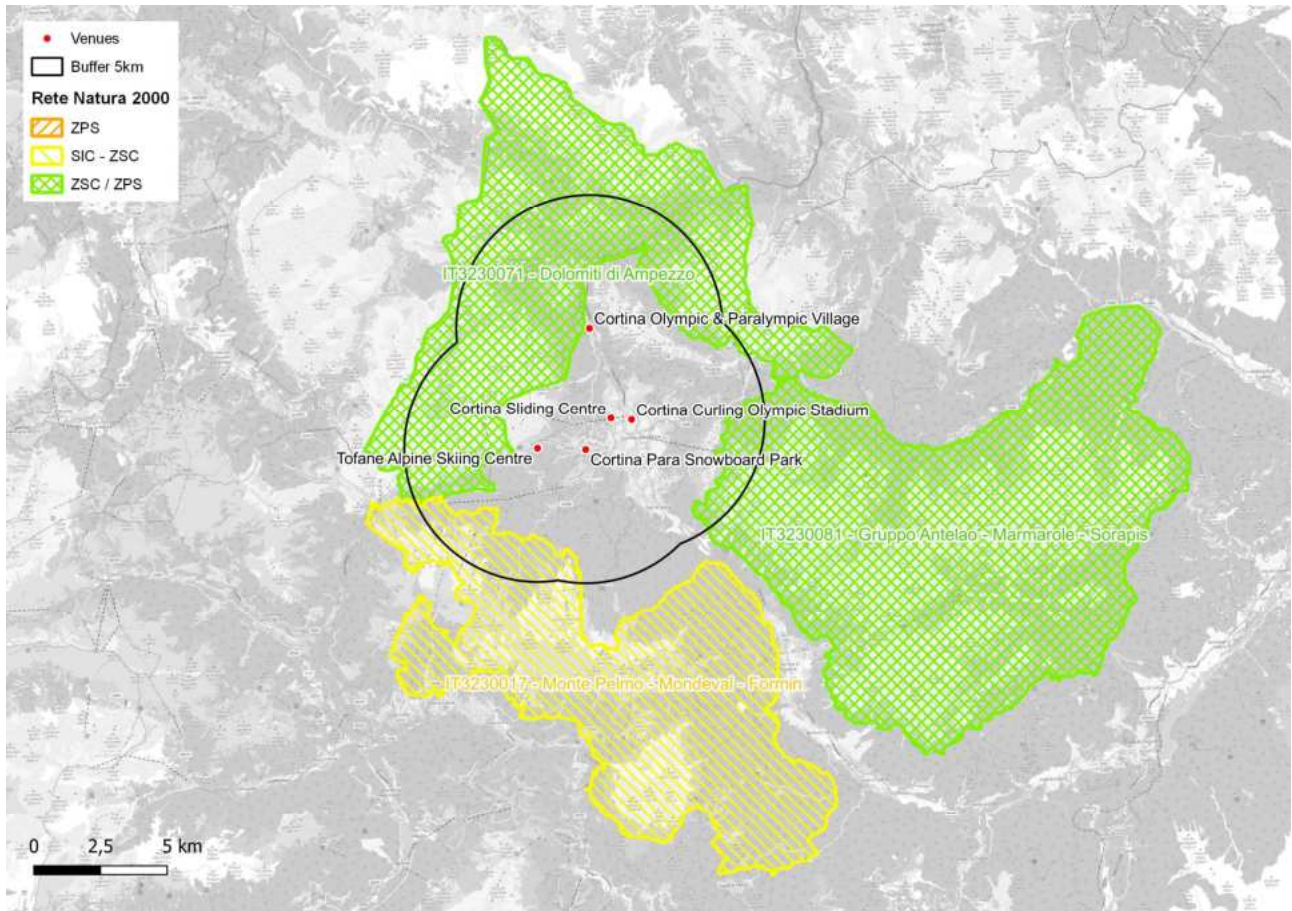 Venues
Buffer 5km
Rete Natura 2000
ZPS
SIC - ZSC
ZSC / ZPS
IT3230071 - Dolomiti di Ampezzo
Cortina Olympic & Paralympic Village
Cortina Sliding Centre
Cortina Curling Olympic Stadium
Tofane Alpine Skiing Centre
Cortina Para Snowboard Park
IT3230081 - Gruppo Antelao - Marmarole - Sorapis
IT3230017 - Monte Pelmo - Mondeval - Formin
0 2,5 5 km